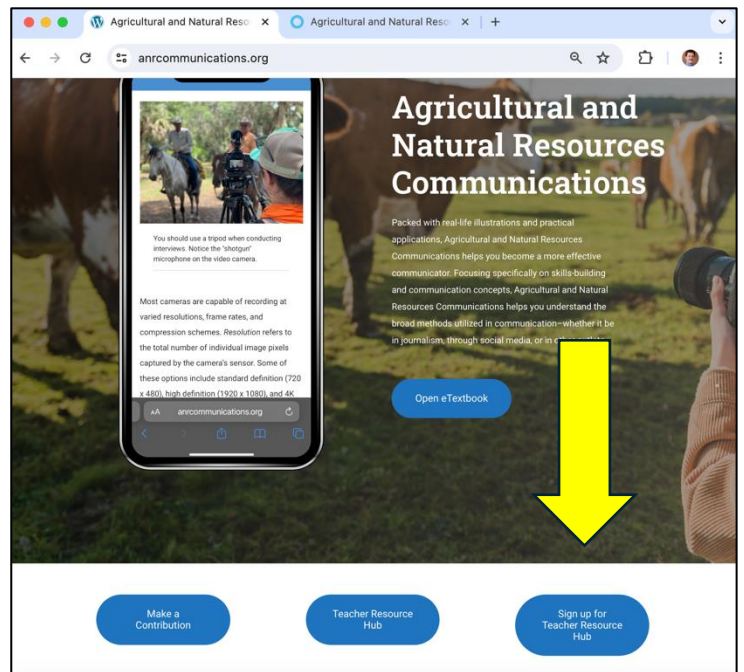 Agricultural and Natural Reso
Agricultural and Natural Reso
anrcommunications.org
You should use a tripod when conducting
interviews. Notice the "shotgun"
microphone on the video camera.
Most cameras are capable of recording at
varied resolutions, frame rates, and
compression schemes. Resolution refers to
the total number of individual image pixels
captured by the camera's sensor. Some of
these options include standard definition (720
x 480), high definition (1920 x 1080), and 4K
AA anrcommunications.org
Agricultural and
Natural Resources
Communications
Packed with real-life illustrations and practical
applications, Agricultural and Natural Resources
Communications helps you become a more effective
communicator. Focusing specifically on skills-building
and communication concepts, Agricultural and Natural
Resources Communications helps you understand the
broad methods utilized in communication–whether it be
in journalism, through social media, or in
Open eTextbook
Make a
Contribution
Teacher Resource
Hub
Sign up for
Teacher Resource
Hub